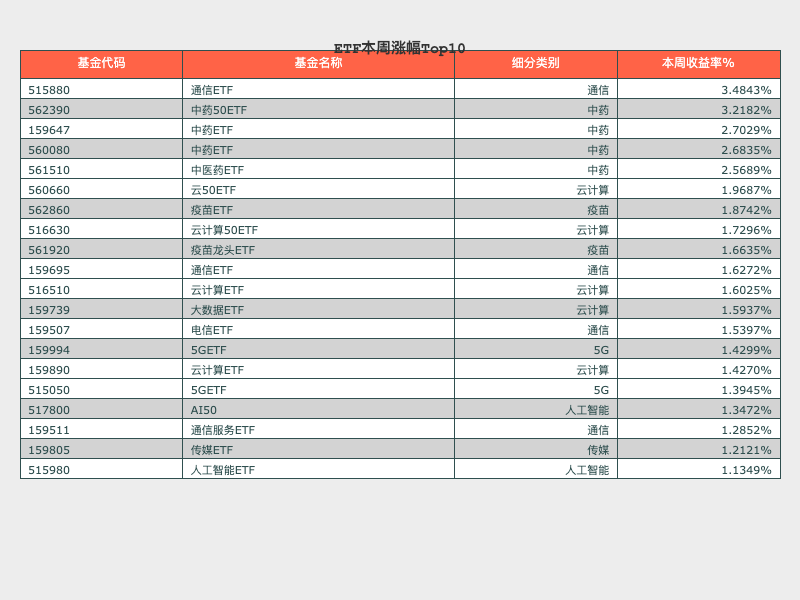 ETF本周涨幅Top10
基金代码 基金名称 细分类别 本周收益率%
515880 通信ETF 通信 3.4843%
562390 中药50ETF 中药 3.2182%
159647 中药ETF 中药 2.7029%
560080 中药ETF 中药 2.6835%
561510 中医药ETF 中药 2.5689%
560660 云50ETF 云计算 1.9687%
562860 疫苗ETF 疫苗 1.8742%
516630 云计算50ETF 云计算 1.7296%
561920 疫苗龙头ETF 疫苗 1.6635%
159695 通信ETF 通信 1.6272%
516510 云计算ETF 云计算 1.6025%
159739 大数据ETF 云计算 1.5937%
159507 电信ETF 通信 1.5397%
159994 5GETF 5G 1.4299%
159890 云计算ETF 云计算 1.4270%
515050 5GETF 5G 1.3945%
517800 AI50 人工智能 1.3472%
159511 通信服务ETF 通信 1.2852%
159805 传媒ETF 传媒 1.2121%
515980 人工智能ETF 人工智能 1.1349%